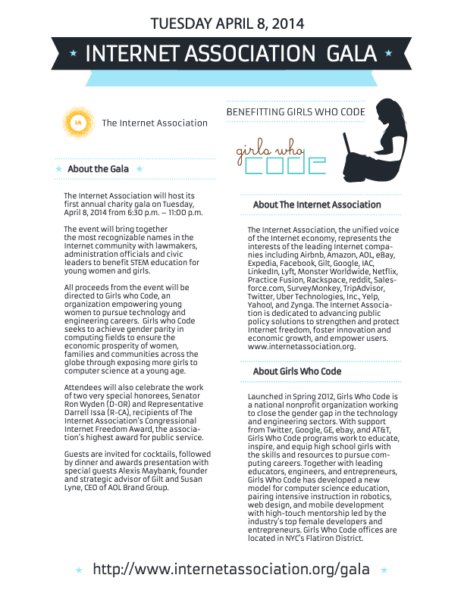 TUESDAY APRIL 8, 2014
INTERNET ASSOCIATION GALA
The Internet Association
About the Gala
The Internet Association will host its
first annual charity gala on Tuesday,
April 8, 2014 from 6:30 p.m. – 11:00 p.m.
The event will bring together
the most recognizable names in the
Internet community with lawmakers,
administration officials and civic
leaders to benefit STEM education for
young women and girls.
All proceeds from the event will be
directed to Girls who Code, an
organization empowering young
women to pursue technology and
engineering careers. Girls who Code
seeks to achieve gender parity in
computing fields to ensure the
economic prosperity of women,
families and communities across the
globe through exposing more girls to
computer science at a young age.
Attendees will also celebrate the work
of two very special honorees, Senator
Ron Wyden (D-OR) and Representative
Darrell Issa (R-CA), recipients of The
Internet Association's Congressional
Internet Freedom Award, the associa-
tion's highest award for public service.
Guests are invited for cocktails, followed
by dinner and awards presentation with
special guests Alexis Maybank, founder
and strategic advisor of Gilt and Susan
Lyne, CEO of AOL Brand Group.
BENEFITTING GIRLS WHO CODE
girls who
CODE
About The Internet Association
The Internet Association, the unified voice
of the Internet economy, represents the
interests of the leading Internet compa-
nies including Airbnb, Amazon, AOL, eBay,
Expedia, Facebook, Gilt, Google, IAC,
LinkedIn, Lyft, Monster Worldwide, Netflix,
Practice Fusion, Rackspace, reddit, Sales-
force.com, SurveyMonkey, TripAdvisor,
Twitter, Uber Technologies, Inc., Yelp,
Yahoo!, and Zynga. The Internet Associa-
tion is dedicated to advancing public
policy solutions to strengthen and protect
Internet freedom, foster innovation and
economic growth, and empower users.
www.internetassociation.org.
About Girls Who Code
Launched in Spring 2012, Girls Who Code is
a national nonprofit organization working
to close the gender gap in the technology
and engineering sectors. With support
from Twitter, Google, GE, ebay, and AT&T,
Girls Who Code programs work to educate,
inspire, and equip high school girls with
the skills and resources to pursue com-
puting careers. Together with leading
educators, engineers, and entrepreneurs,
Girls Who Code has developed a new
model for computer science education,
pairing intensive instruction in robotics,
web design, and mobile development
with high-touch mentorship led by the
industry's top female developers and
entrepreneurs. Girls Who Code offices are
located in NYC's Flatiron District.
http://www.internetassociation.org/gala